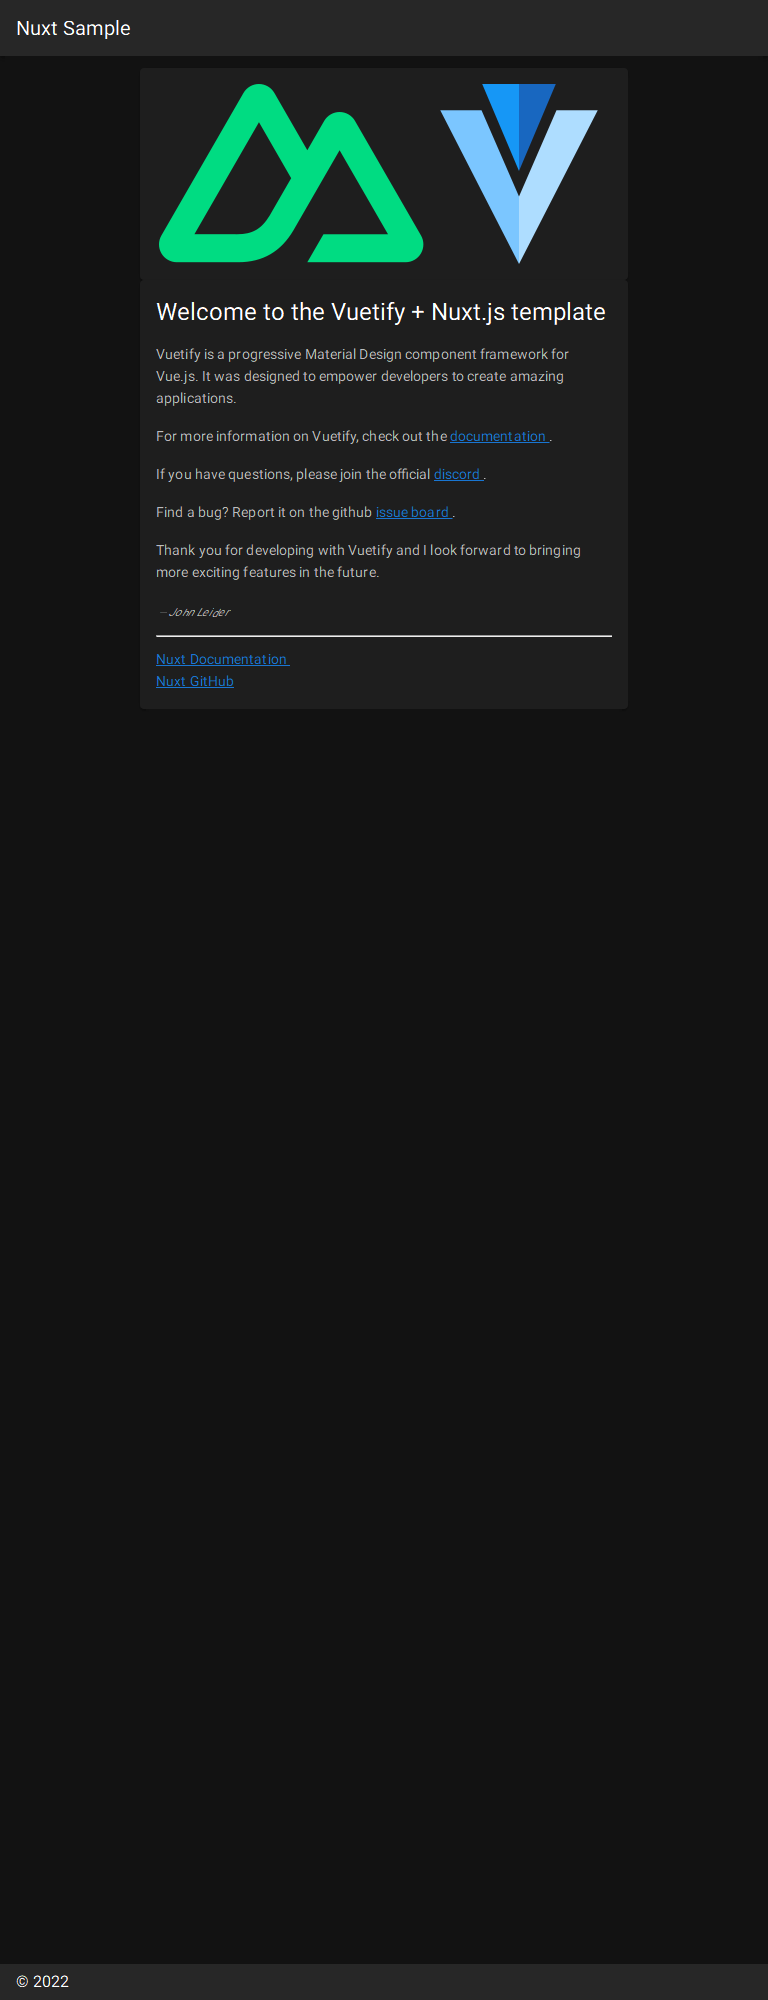 Nuxt Sample
Welcome to the Vuetify + Nuxt.js template
Vuetify is a progressive Material Design component framework for
Vue.js. It was designed to empower developers to create amazing
applications.
For more information on Vuetify, check out the documentation .
If you have questions, please join the official discord .
Find a bug? Report it on the github issue board .
Thank you for developing with Vuetify and I look forward to bringing
more exciting features in the future.
— John Leider
Nuxt Documentation
Nuxt GitHub
© 2022